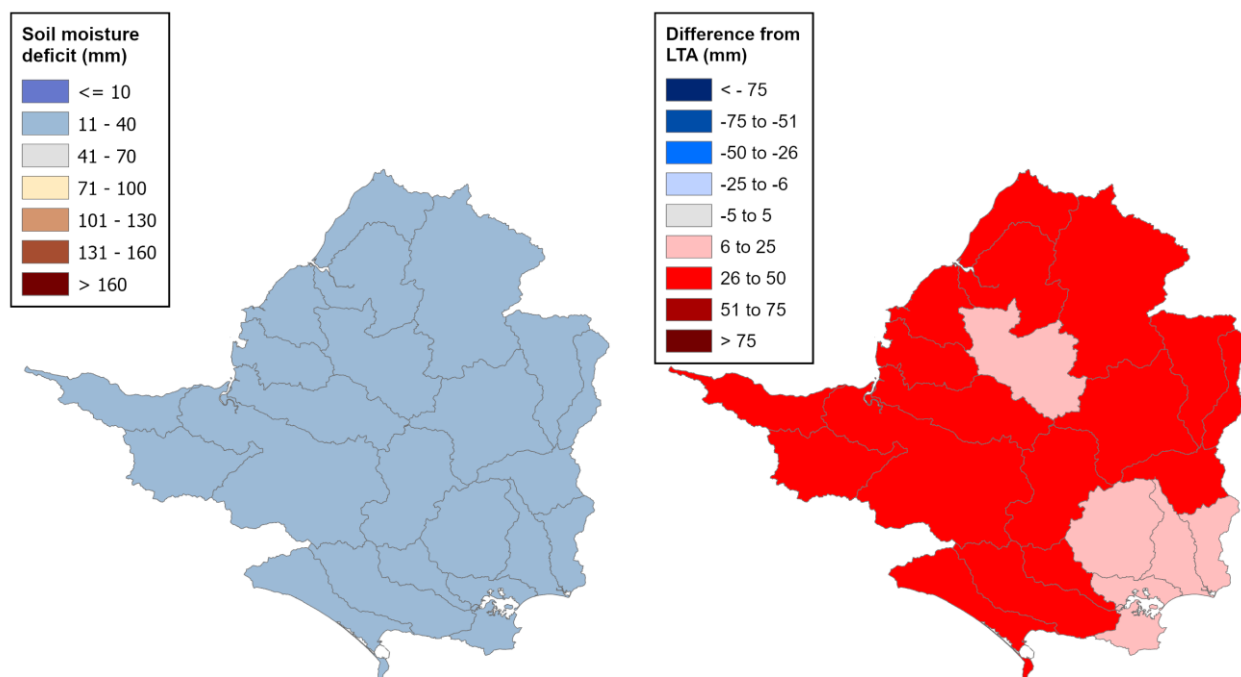 Soil moisture
deficit (mm)
<= 10
11 - 40
41 - 70
71 - 100
101 - 130
131 - 160
> 160
Difference from
LTA (mm)
< - 75
-75 to -51
-50 to -26
-25 to -6
-5 to 5
6 to 25
26 to 50
51 to 75
> 75